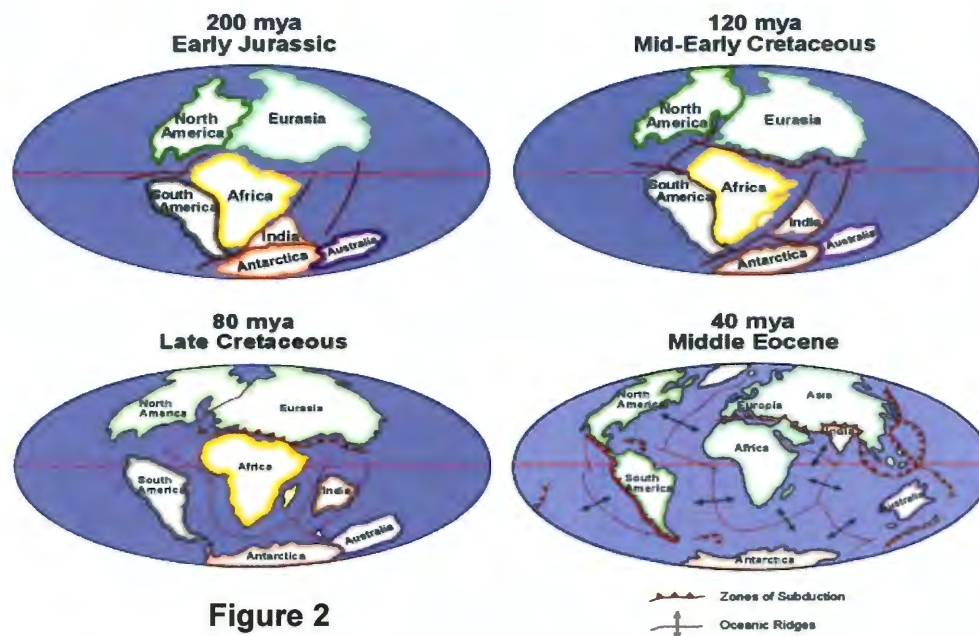 200 mya
Early Jurassic
North
America
Eurasia
South
America
Africa
India
Antarctica
Australia
120 mya
Mid-Early Cretaceous
North
America
Eurasia
South
America
Africa
India
Antarctica
Australia
80 mya
Late Cretaceous
North
America
Eurasia
Africa
South
America
India
Australia
Antarctica
40 mya
Middle Eocene
North
America
Europia
Asia
India
Africa
South
America
Australia
Antarctica
Figure 2
Zones of Subduction
Oceanic Ridges